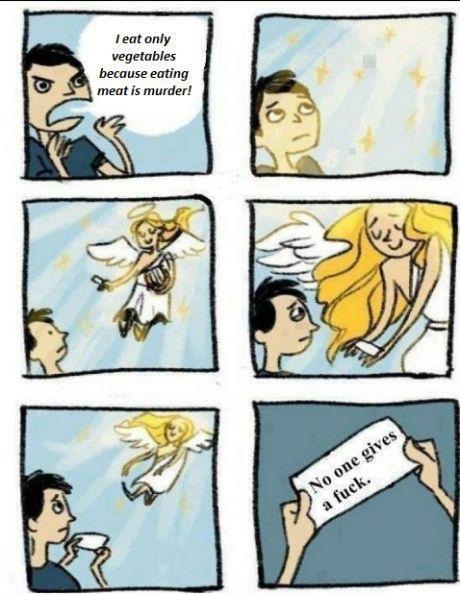 I eat only
vegetables
because eating
meat is murder!
No one gives
a fuck.